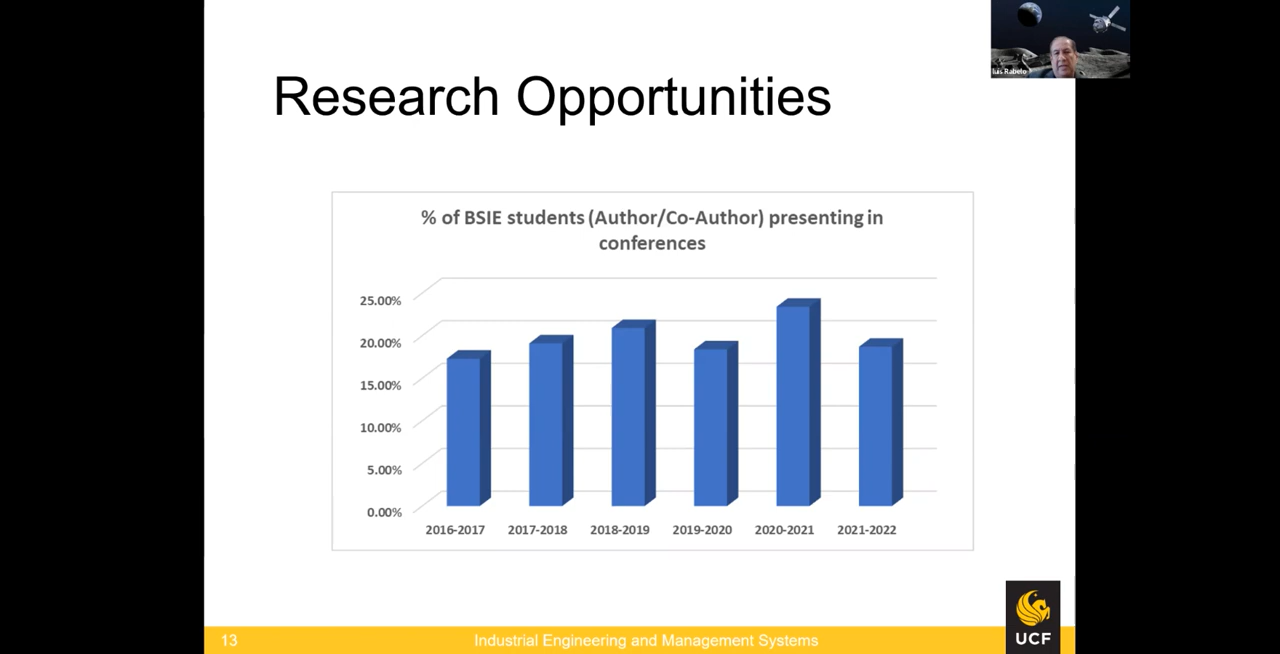 Luis Rabelo
Research Opportunities
% of BSIE students (Author/Co-Author) presenting in
conferences
25.00%
20.00%
15.00%
10.00%
5.00%
0.00%
2016-2017 2017-2018 2018-2019 2019-2020 2020-2021 2021-2022
13 Industrial Engineering and Management Systems
UCF